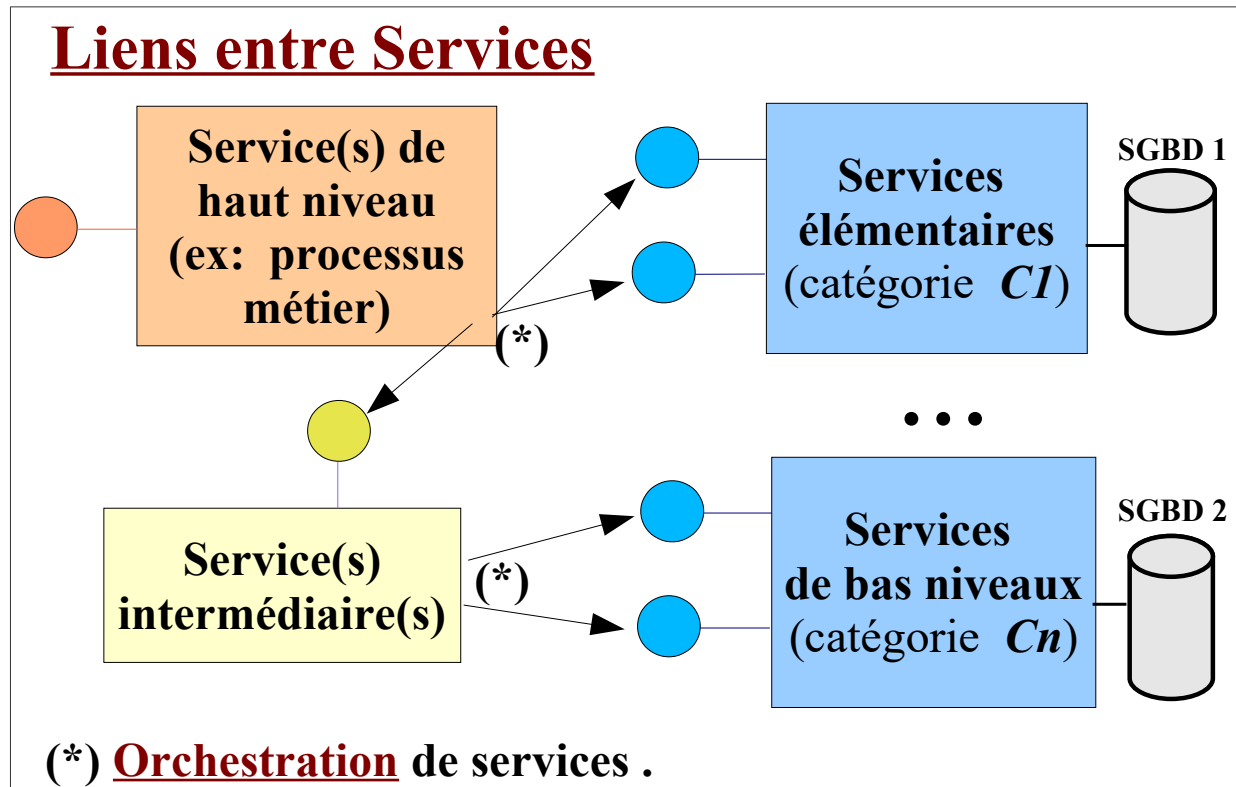 Liens entre Services
Service(s) de
haut niveau
(ex: processus
métier)
(*)
Services
élémentaires
(catégorie C1)
SGBD 1
• • •
Service(s)
intermédiaire(s)
(*)
Services
de bas niveaux
(catégorie Cn)
SGBD 2
(*) Orchestration de services .